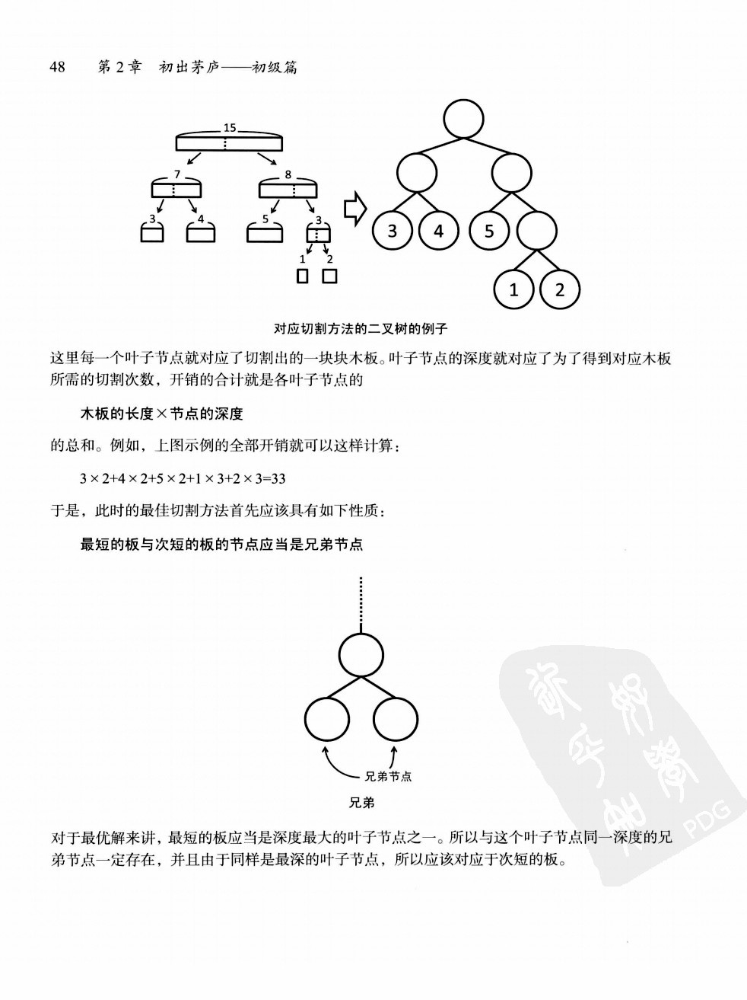 48 第2章 初出茅庐——初级篇
15
7 8
3 4 5 3
1 2
3 4 5
1 2
对应切割方法的二叉树的例子
这里每一个叶子节点就对应了切割出的一块块木板。叶子节点的深度就对应了为了得到对应木板
所需的切割次数，开销的合计就是各叶子节点的
木板的长度×节点的深度
的总和。例如，上图示例的全部开销就可以这样计算：
3×2+4×2+5×2+1×3+2×3=33
于是，此时的最佳切割方法首先应该具有如下性质：
最短的板与次短的板的节点应当是兄弟节点
兄弟节点
兄弟
对于最优解来讲，最短的板应当是深度最大的叶子节点之一。所以与这个叶子节点同一深度的兄
弟节点一定存在，并且由于同样是最深的叶子节点，所以应该对应于次短的板。
PDG